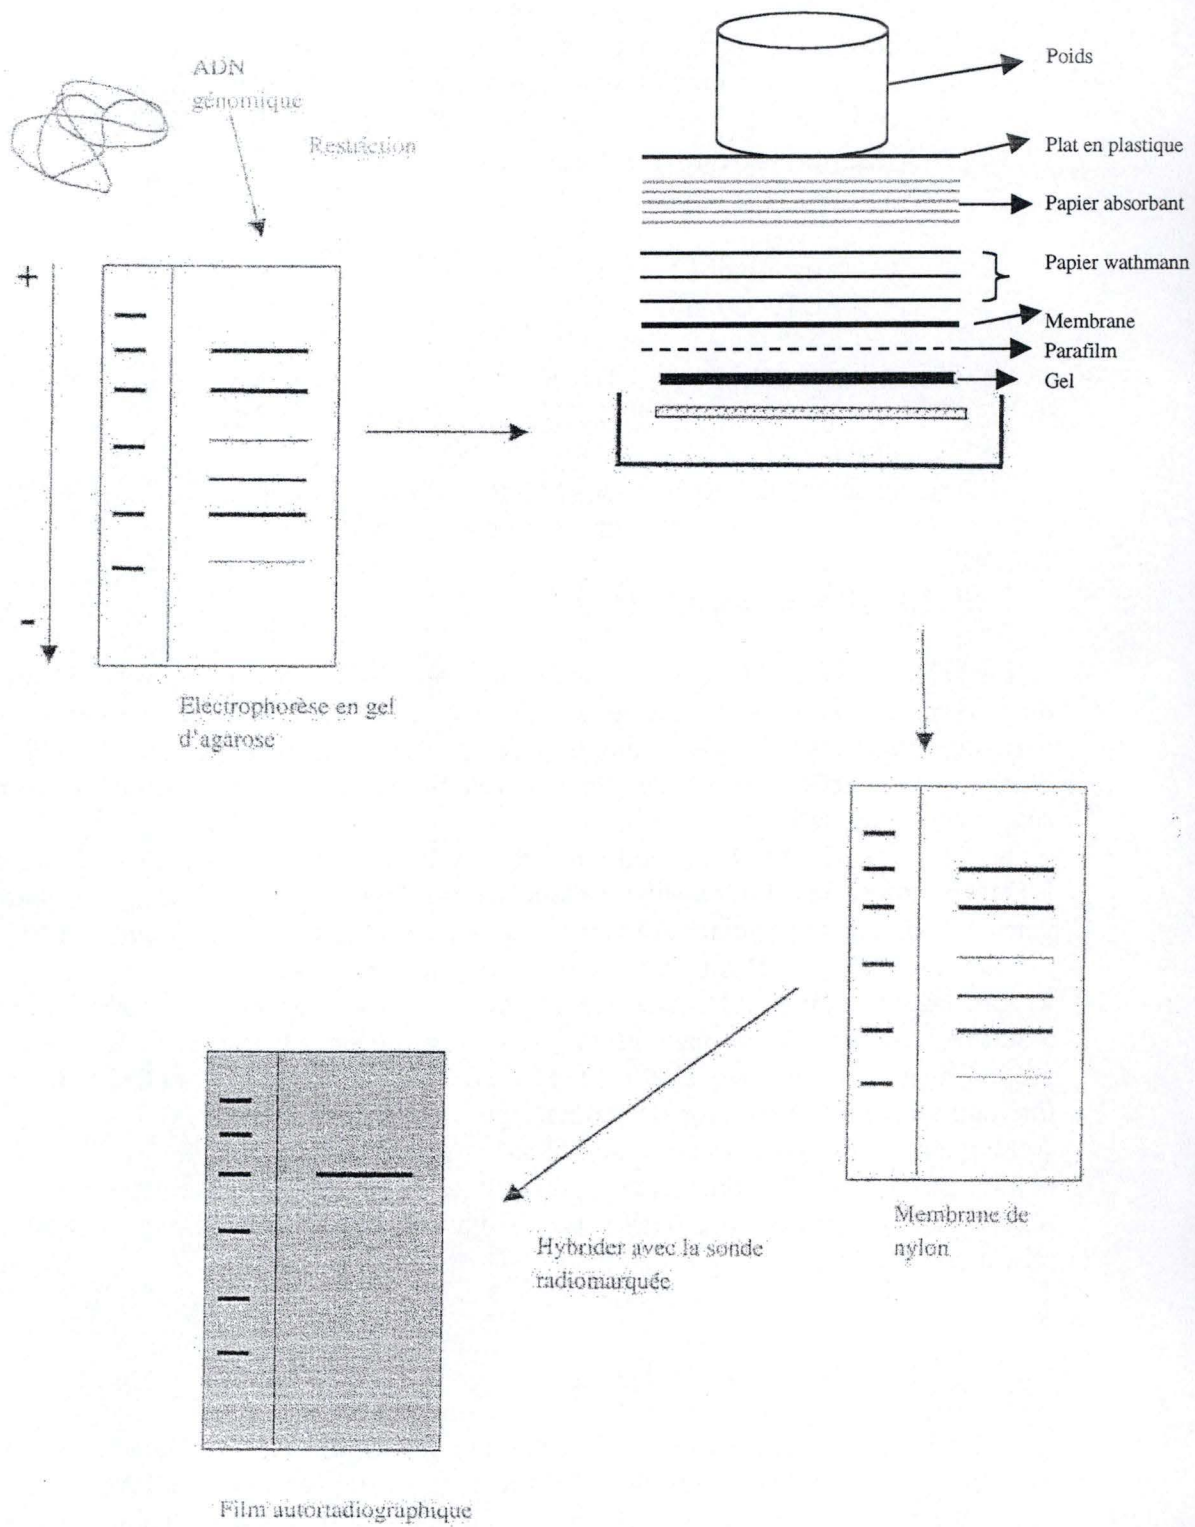 ADN
génomique
Restriction
Poids
Plat en plastique
Papier absorbant
Papier wathmann
Membrane
Parafilm
Gel
+
-
Electrophorèse en gel
d'agarose
Membrane de
nylon
Hybrider avec la sonde
radiomarquée
Film autortadiographique